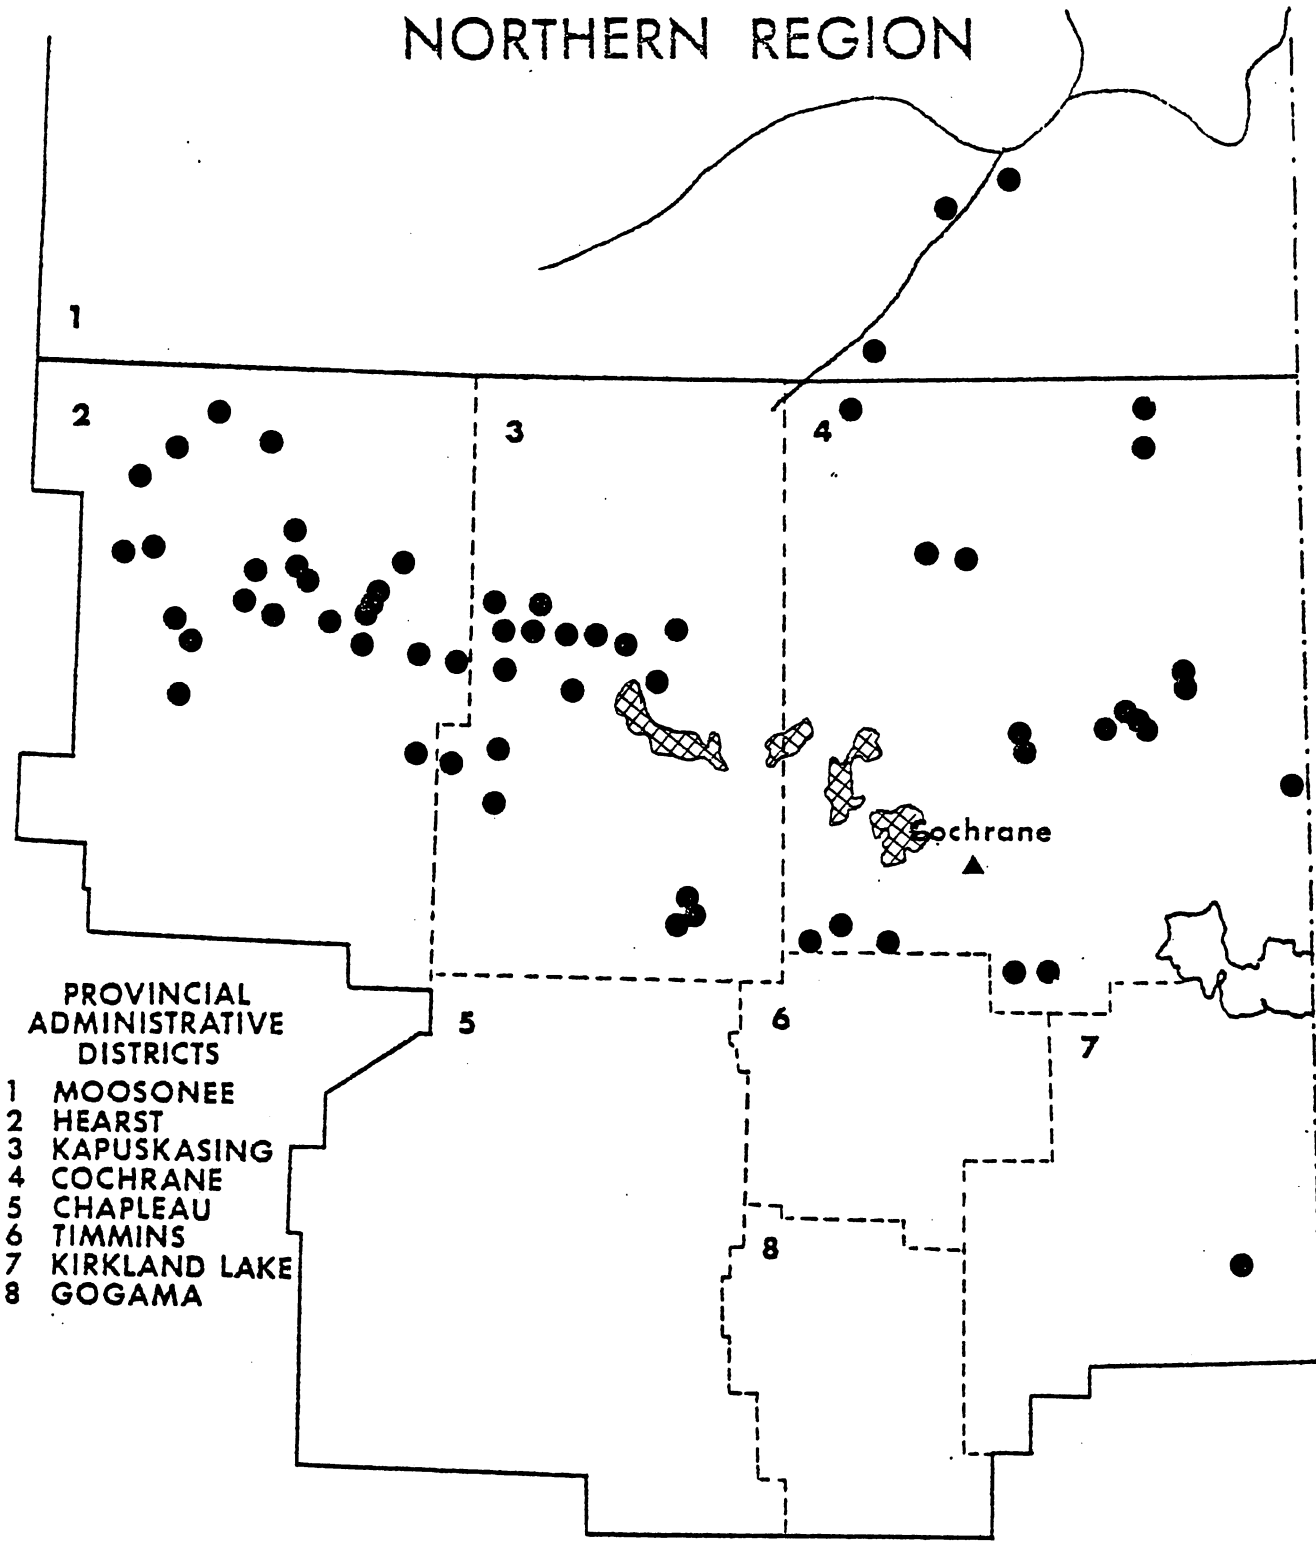 NORTHERN REGION
1
2
3
4
Cochrane
5
6
7
8
PROVINCIAL
ADMINISTRATIVE
DISTRICTS
1 MOOSONEE
2 HEARST
3 KAPUSKASING
4 COCHRANE
5 CHAPLEAU
6 TIMMINS
7 KIRKLAND LAKE
8 GOGAMA